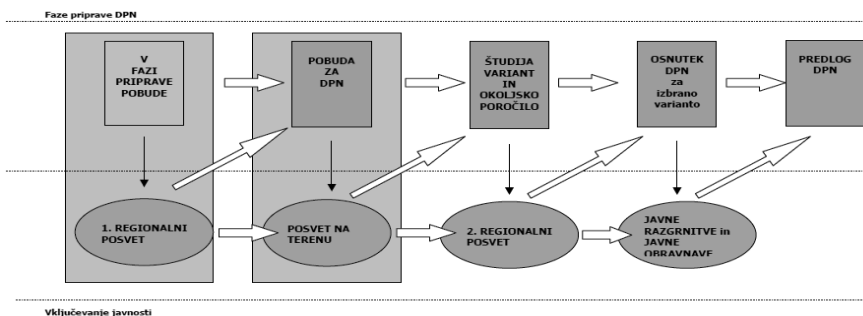 Faze priprave DPN
V
FAZI
PRIPRAVE
POBUDE
POBUDA
ZA
DPN
ŠTUDIJA
VARIANT
IN
OKOLJSKO
POROČILO
OSNUTEK
DPN
za
izbrano
varianto
PREDLOG
DPN
1. REGIONALNI
POSVET
POSVET NA
TERENU
2. REGIONALNI
POSVET
JAVNE
RAZGRNITVE in
JAVNE
OBRAVNAVE
Vključevanje javnosti